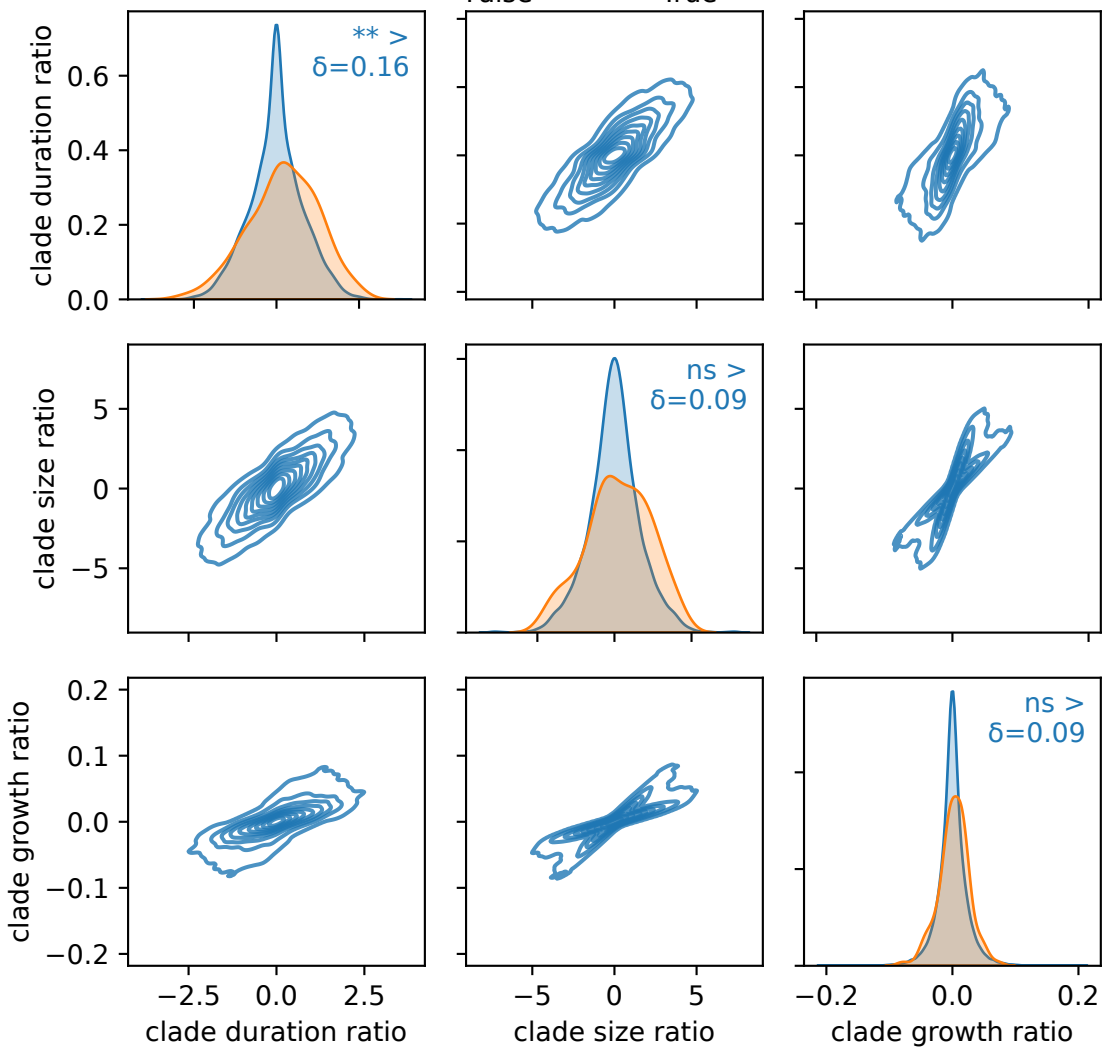 False True
clade duration ratio
0.6
0.4
0.2
0.0
** >
δ=0.16
clade size ratio
5
0
−5
ns >
δ=0.09
clade growth ratio
0.2
0.1
0.0
−0.1
−0.2
ns >
δ=0.09
−2.5 0.0 2.5 −5 0 5 −0.2 0.0 0.2
clade duration ratio clade size ratio clade growth ratio